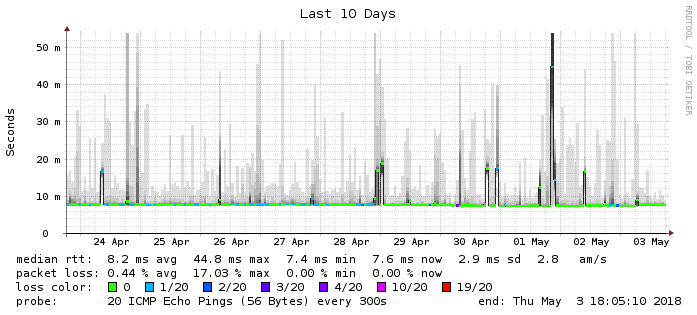 Last 10 Days
RRDTOOL / TOBI OETIKER
Seconds
50 m
40 m
30 m
20 m
10 m
0
24 Apr 25 Apr 26 Apr 27 Apr 28 Apr 29 Apr 30 Apr 01 May 02 May 03 May
median rtt: 8.2 ms avg 44.8 ms max 7.4 ms min 7.6 ms now 2.9 ms sd 2.8 am/s
packet loss: 0.44 % avg 17.03 % max 0.00 % min 0.00 % now
loss color: 0 1/20 2/20 3/20 4/20 10/20 19/20
probe: 20 ICMP Echo Pings (56 Bytes) every 300s end: Thu May 3 18:05:10 2018